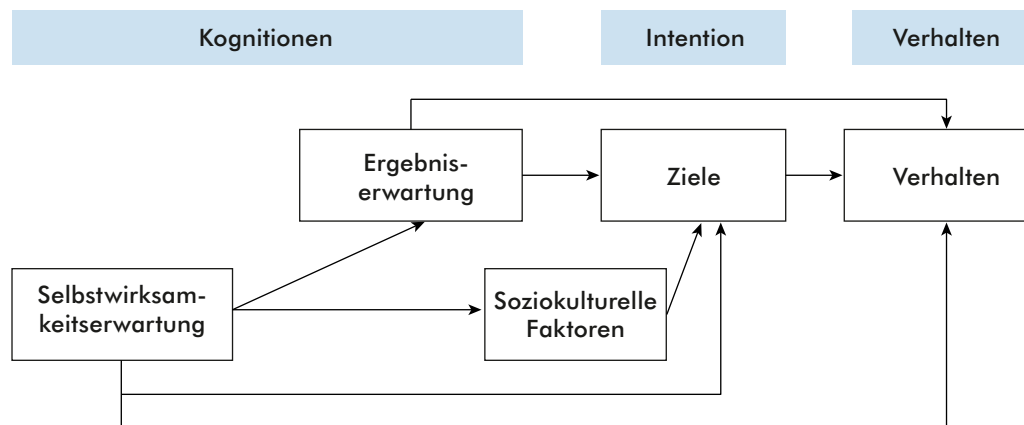 Kognitionen
Intention
Verhalten
Ergebnis-
erwartung
Ziele
Verhalten
Selbstwirksam-
keitserwartung
Soziokulturelle
Faktoren